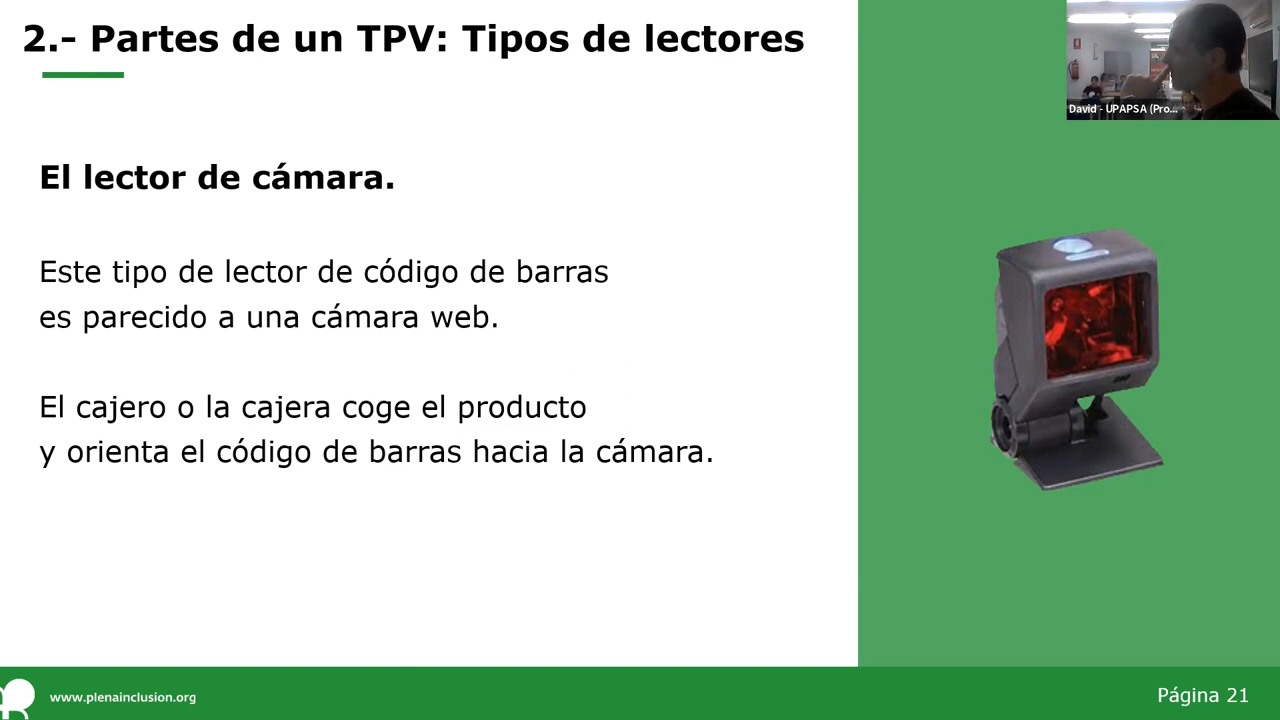 2.- Partes de un TPV: Tipos de lectores
David - UPAPSA (Pro...
El lector de cámara.
Este tipo de lector de código de barras
es parecido a una cámara web.
El cajero o la cajera coge el producto
y orienta el código de barras hacia la cámara.
www.plenainclusion.org
Página 21